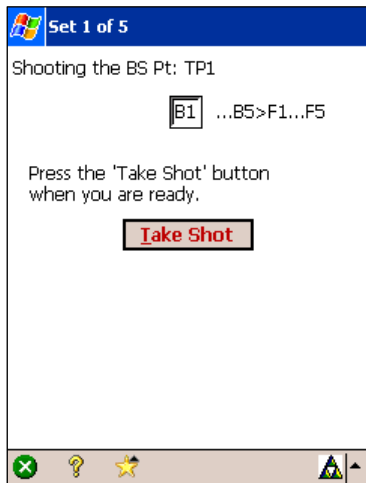 Set 1 of 5
Shooting the BS Pt: TP1
B1 ...B5>F1...F5
Press the 'Take Shot' button
when you are ready.
Take Shot